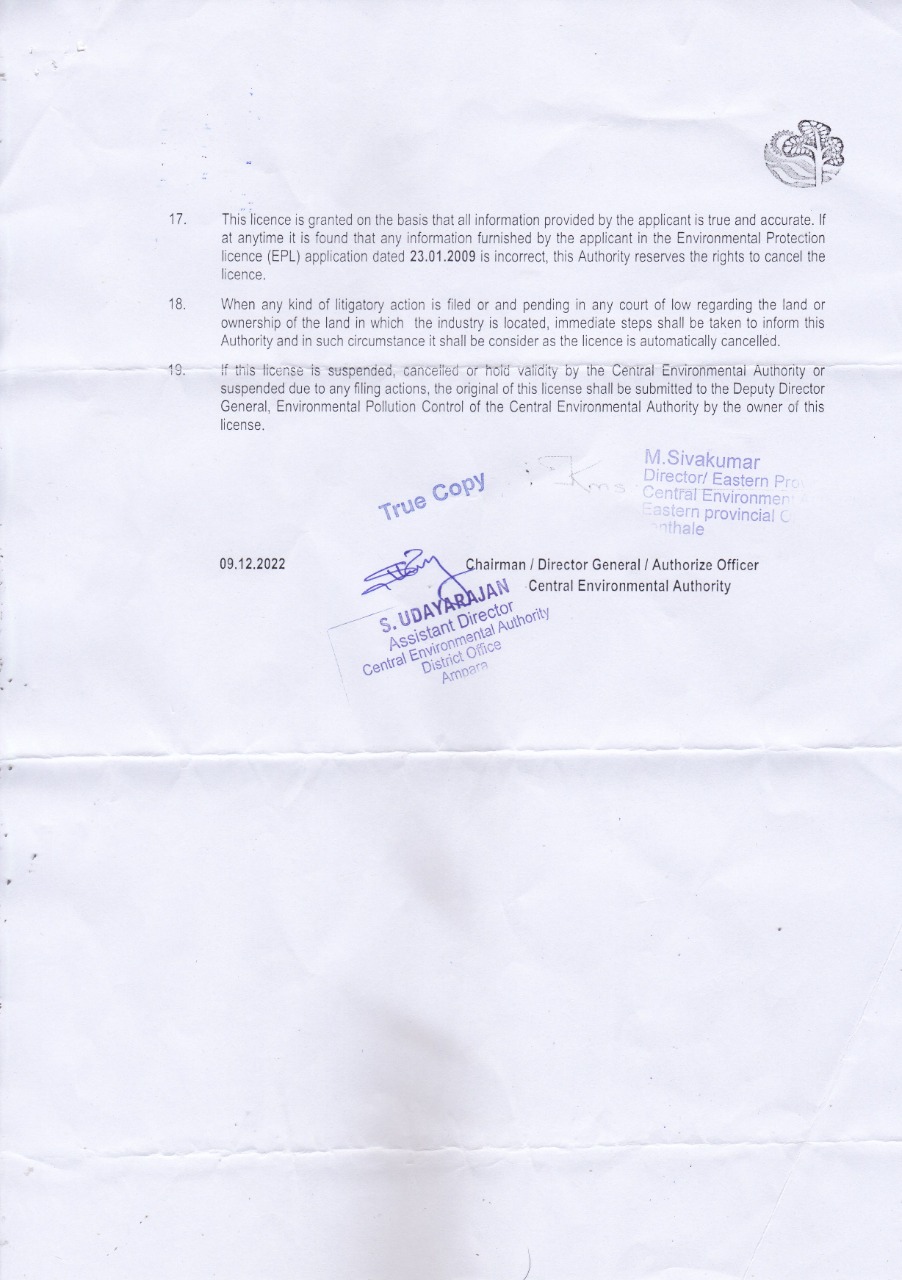 17. This licence is granted on the basis that all information provided by the applicant is true and accurate. If
at anytime it is found that any information furnished by the applicant in the Environmental Protection
licence (EPL) application dated 23.01.2009 is incorrect, this Authority reserves the rights to cancel the
licence.
18. When any kind of litigatory action is filed or and pending in any court of low regarding the land or
ownership of the land in which the industry is located, immediate steps shall be taken to inform this
Authority and in such circumstance it shall be consider as the licence is automatically cancelled.
19. If this license is suspended, cancelled or hold validity by the Central Environmental Authority or
suspended due to any filing actions, the original of this license shall be submitted to the Deputy Director
General, Environmental Pollution Control of the Central Environmental Authority by the owner of this
license.
True Copy
M.Sivakumar
Director/ Eastern Pro
Central Environmen
Eastern provincial
nthale
09.12.2022
Chairman / Director General / Authorize Officer
Central Environmental Authority
S. UDAYARAJAN
Assistant Director
Central Environmental Authority
District Office
Ampara